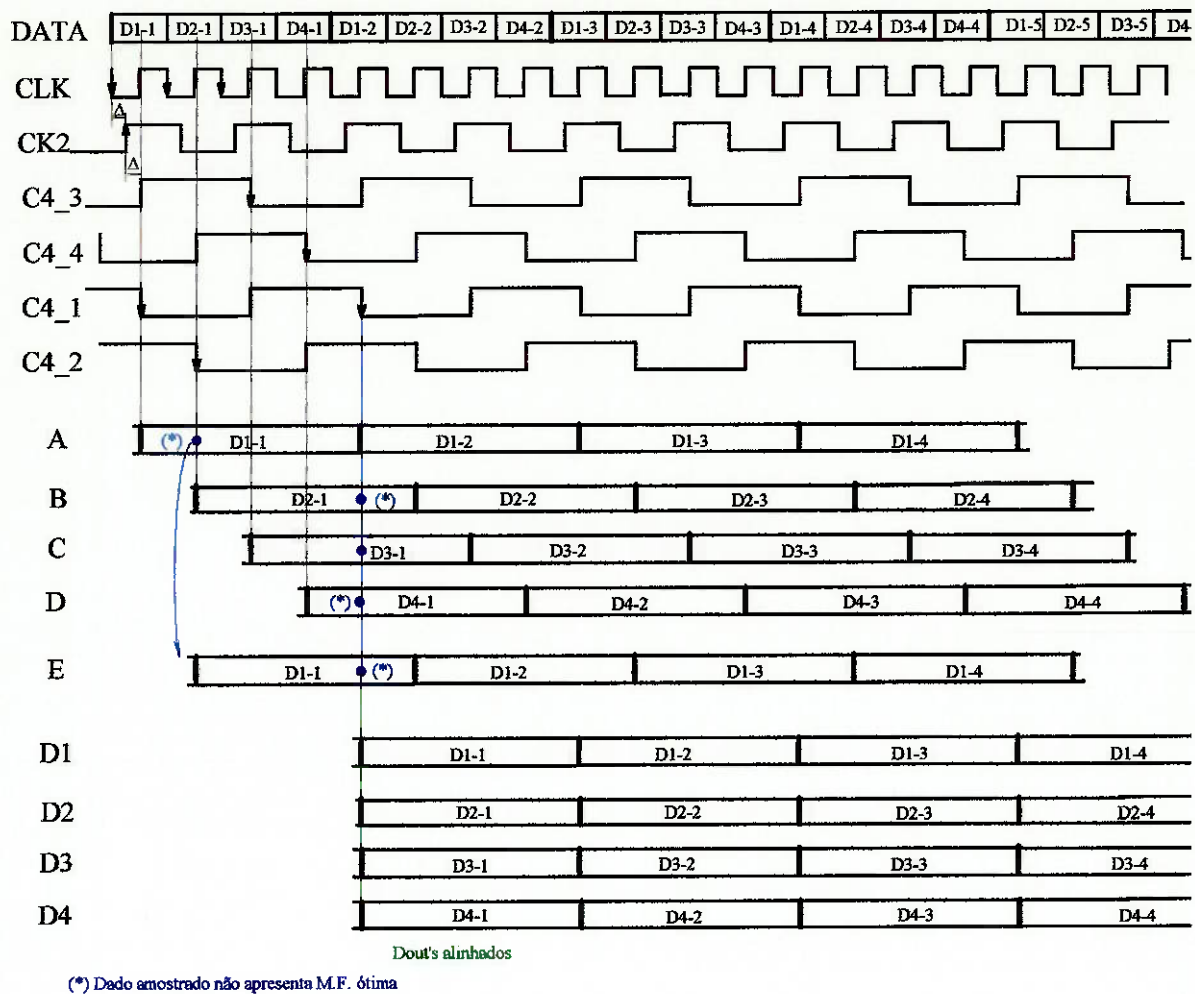 DATA D1-1 D2-1 D3-1 D4-1 D1-2 D2-2 D3-2 D4-2 D1-3 D2-3 D3-3 D4-3 D1-4 D2-4 D3-4 D4-4 D1-5 D2-5 D3-5 D4
CLK
Δ
CK2
Δ
C4_3
C4_4
C4_1
C4_2
A (*) D1-1 D1-2 D1-3 D1-4
B D2-1 (*) D2-2 D2-3 D2-4
C D3-1 D3-2 D3-3 D3-4
D (*) D4-1 D4-2 D4-3 D4-4
E D1-1 (*) D1-2 D1-3 D1-4
D1 D1-1 D1-2 D1-3 D1-4
D2 D2-1 D2-2 D2-3 D2-4
D3 D3-1 D3-2 D3-3 D3-4
D4 D4-1 D4-2 D4-3 D4-4
Dout's alinhados
(*) Dado amostrado não apresenta M.F. ótima